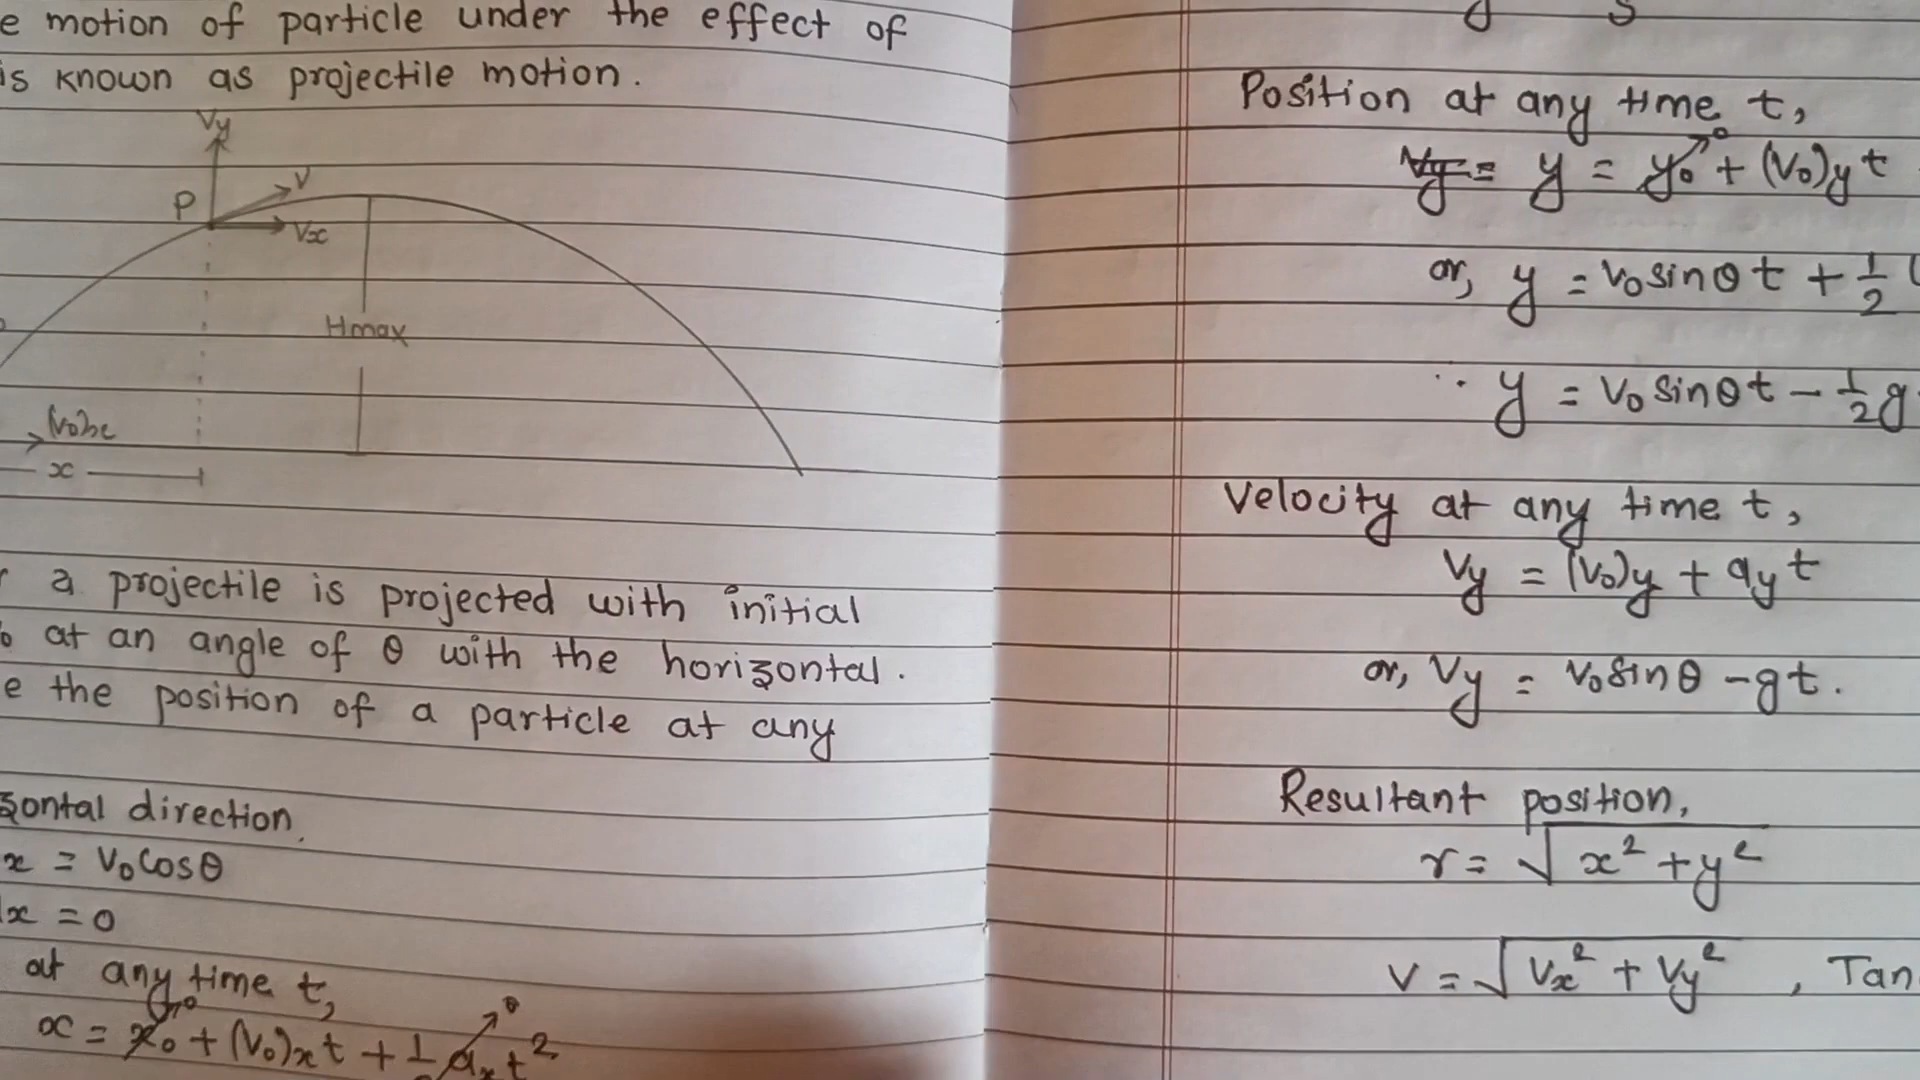 e motion of particle under the effect of
is known as projectile motion.
Vy
P
V
Vx
Hmax
(V₀)x
x
a projectile is projected with initial
at an angle of θ with the horizontal.
e the position of a particle at any
zontal direction,
x = V₀cosθ
x = 0
at any time t,
x = x₀ + (V₀)ₓt + 1/2 aₓt²
Position at any time t,
y = y₀ + (V₀)yt
or, y = V₀sinθt + 1/2
∴ y = V₀sinθt - 1/2 g
Velocity at any time t,
Vy = (V₀)y + ayt
or, Vy = V₀sinθ - gt.
Resultant position,
r = √x² + y²
V = √Vx² + Vy² , Tan